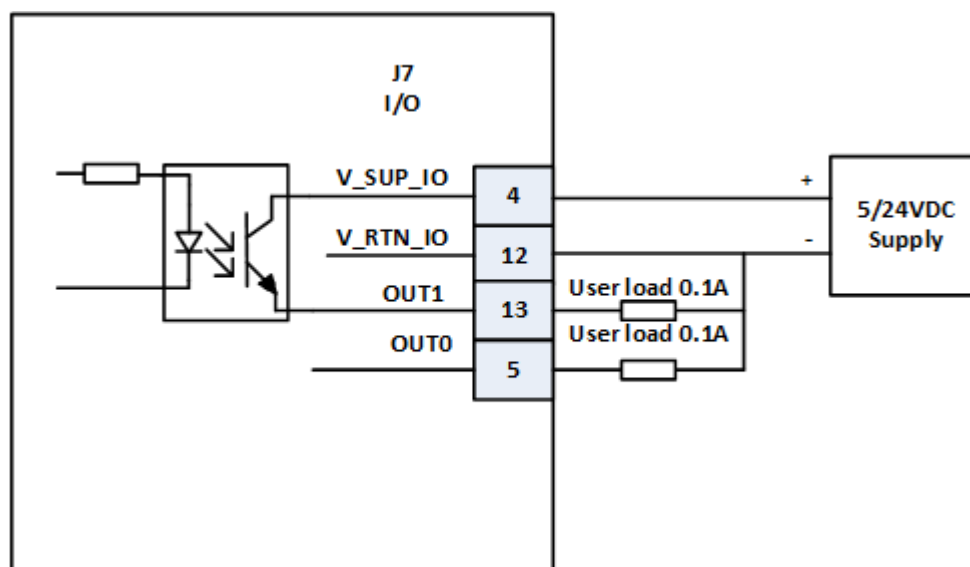 J7
I/O
V_SUP_IO
4
+
5/24VDC
Supply
V_RTN_IO
12
-
OUT1
13
User load 0.1A
OUT0
5
User load 0.1A